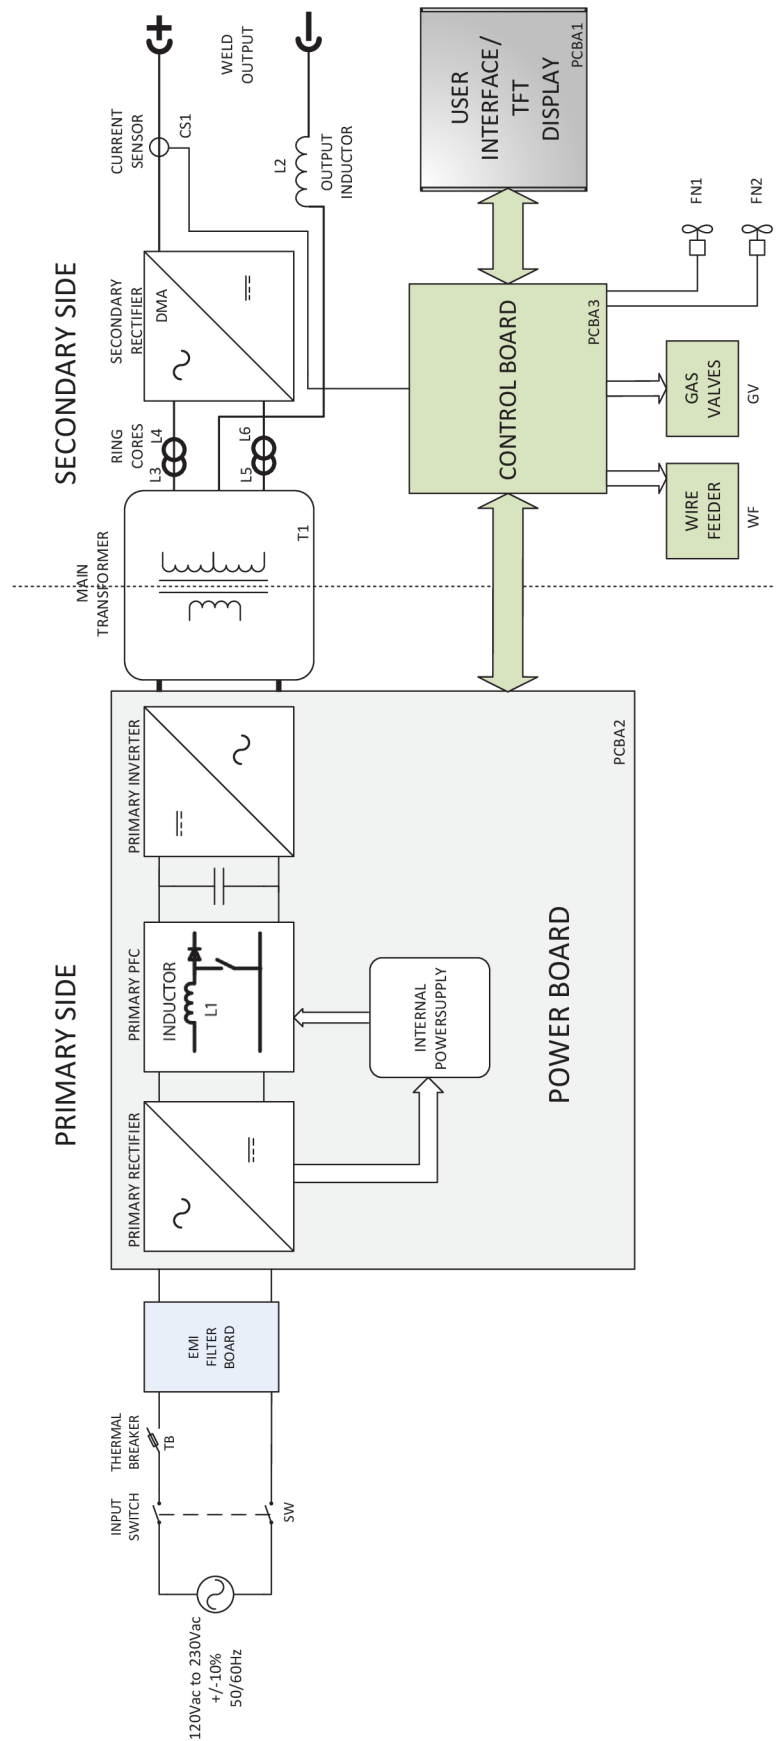 PRIMARY SIDE
SECONDARY SIDE
120Vac to 230Vac
+/-10%
50/60Hz
INPUT
SWITCH
SW
THERMAL
BREAKER
TB
EMI
FILTER
BOARD
PRIMARY RECTIFIER
PRIMARY PFC
INDUCTOR
L1
PRIMARY INVERTER
INTERNAL
POWERSUPPLY
POWER BOARD
PCBA2
MAIN
TRANSFORMER
T1
RING
CORES
L3
L4
L5
L6
SECONDARY
RECTIFIER
DMA
CURRENT
SENSOR
CS1
+
WELD
OUTPUT
−
L2
OUTPUT
INDUCTOR
CONTROL BOARD
PCBA3
USER
INTERFACE/
TFT
DISPLAY
PCBA1
WIRE
FEEDER
WF
GAS
VALVES
GV
FN1
FN2